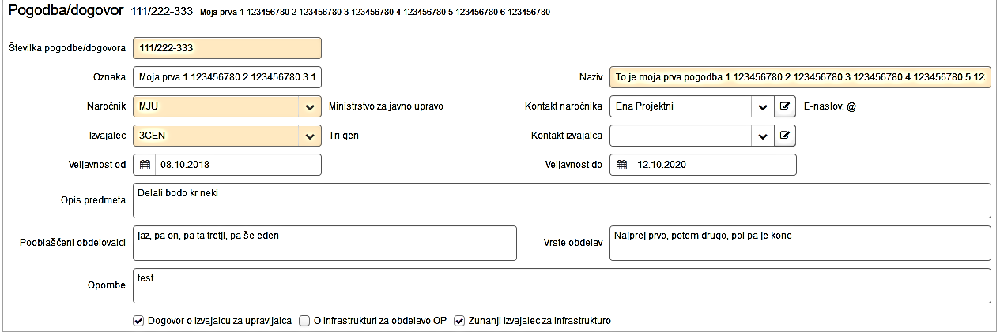 Pogodba/dogovor 111/222-333 Moja prva 1 123456780 2 123456780 3 123456780 4 123456780 5 123456780 6 123456780
Številka pogodbe/dogovora 111/222-333
Oznaka Moja prva 1 123456780 2 123456780 3 1 Naziv To je moja prva pogodba 1 123456780 2 123456780 3 123456780 4 123456780 5 12
Naročnik MJU Ministrstvo za javno upravo Kontakt naročnika Ena Projektni E-naslov: @
Izvajalec 3GEN Tri gen Kontakt izvajalca
Veljavnost od 08.10.2018 Veljavnost do 12.10.2020
Opis predmeta Delali bodo kr neki
Pooblaščeni obdelovalci jaz, pa on, pa ta tretji, pa še eden Vrste obdelav Najprej prvo, potem drugo, pol pa je konc
Opombe test
Dogovor o izvajalcu za upravljalca O infrastrukturi za obdelavo OP Zunanji izvajalec za infrastrukturo